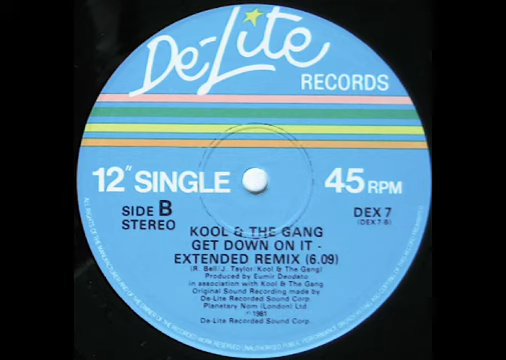 De-Lite
RECORDS
12" SINGLE 45 RPM
SIDE B
STEREO
DEX 7
(DEX 7-B)
KOOL & THE GANG
GET DOWN ON IT -
EXTENDED REMIX (6.09)
(R. Bell/J. Taylor/Kool & The Gang)
Produced by Eumir Deodato
in association with Kool & The Gang
Original Sound Recording made by
De-Lite Recorded Sound Corp.
Planetary Nom (London) Ltd.
℗ 1981
De-Lite Recorded Sound Corp.